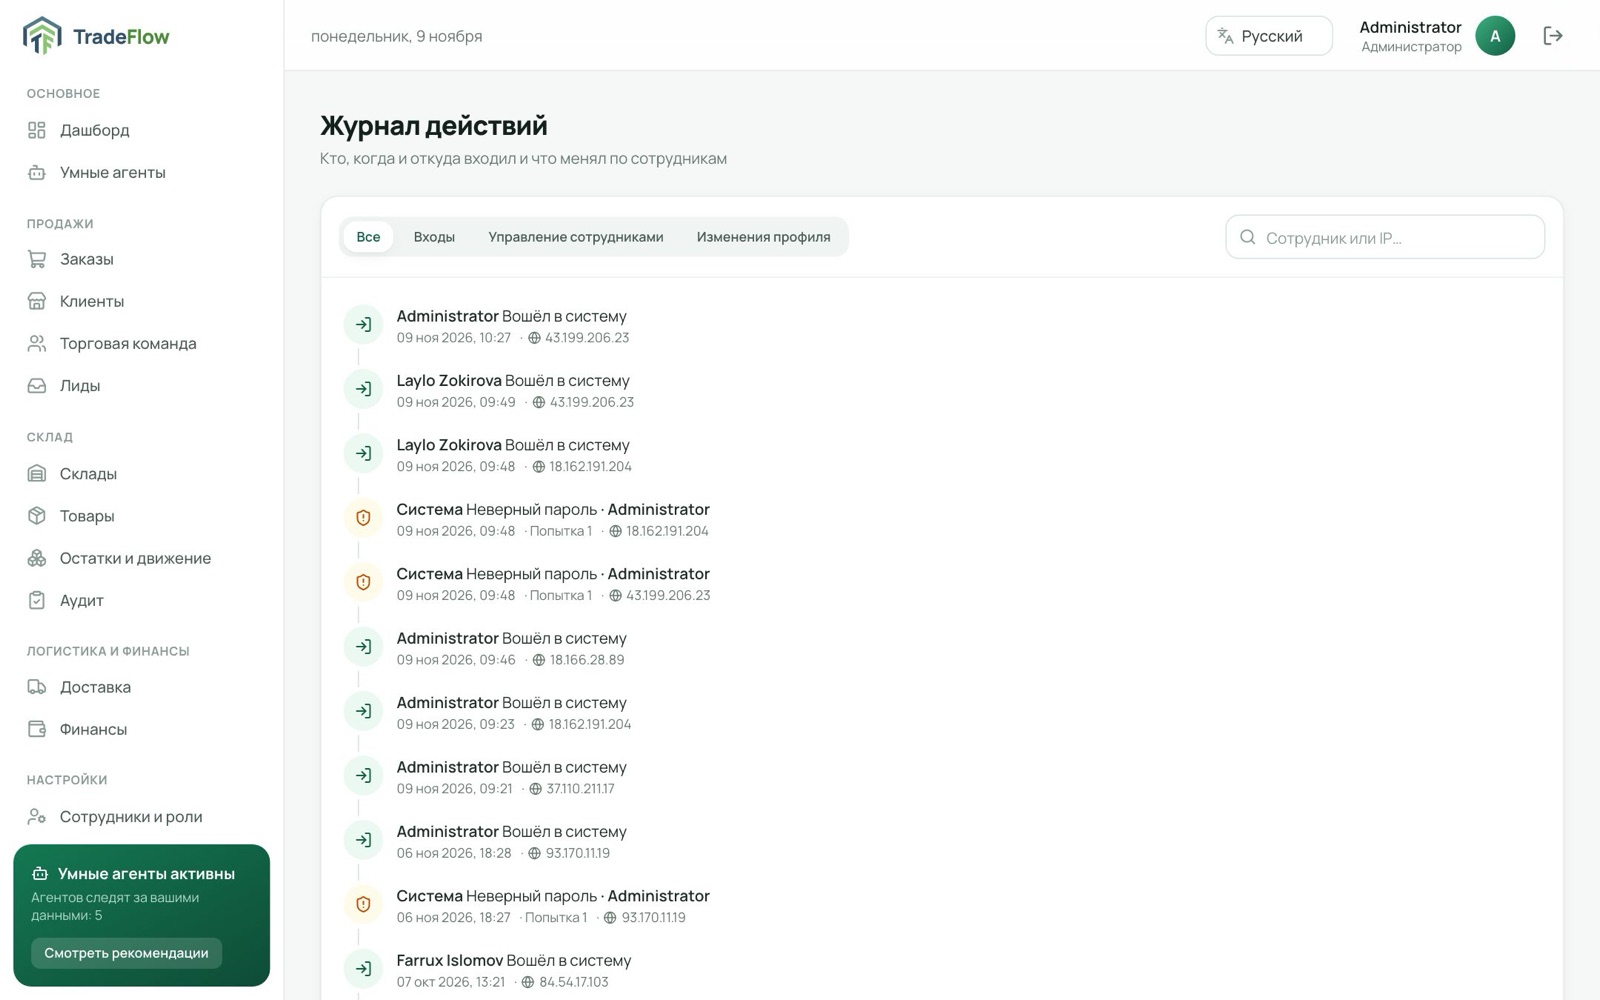 TradeFlow
понедельник, 9 ноября
Русский
Administrator
Администратор
A
ОСНОВНОЕ
Дашборд
Умные агенты
ПРОДАЖИ
Заказы
Клиенты
Торговая команда
Лиды
СКЛАД
Склады
Товары
Остатки и движение
Аудит
ЛОГИСТИКА И ФИНАНСЫ
Доставка
Финансы
НАСТРОЙКИ
Сотрудники и роли
Умные агенты активны
Агентов следят за вашими
данными: 5
Смотреть рекомендации
Журнал действий
Кто, когда и откуда входил и что менял по сотрудникам
Все Входы Управление сотрудниками Изменения профиля
Сотрудник или IP…
Administrator Вошёл в систему
09 ноя 2026, 10:27 · 43.199.206.23
Laylo Zokirova Вошёл в систему
09 ноя 2026, 09:49 · 43.199.206.23
Laylo Zokirova Вошёл в систему
09 ноя 2026, 09:48 · 18.162.191.204
Система Неверный пароль · Administrator
09 ноя 2026, 09:48 · Попытка 1 · 18.162.191.204
Система Неверный пароль · Administrator
09 ноя 2026, 09:48 · Попытка 1 · 43.199.206.23
Administrator Вошёл в систему
09 ноя 2026, 09:46 · 18.166.28.89
Administrator Вошёл в систему
09 ноя 2026, 09:23 · 18.162.191.204
Administrator Вошёл в систему
09 ноя 2026, 09:21 · 37.110.211.17
Administrator Вошёл в систему
06 ноя 2026, 18:28 · 93.170.11.19
Система Неверный пароль · Administrator
06 ноя 2026, 18:27 · Попытка 1 · 93.170.11.19
Farrux Islomov Вошёл в систему
07 окт 2026, 13:21 · 84.54.17.103